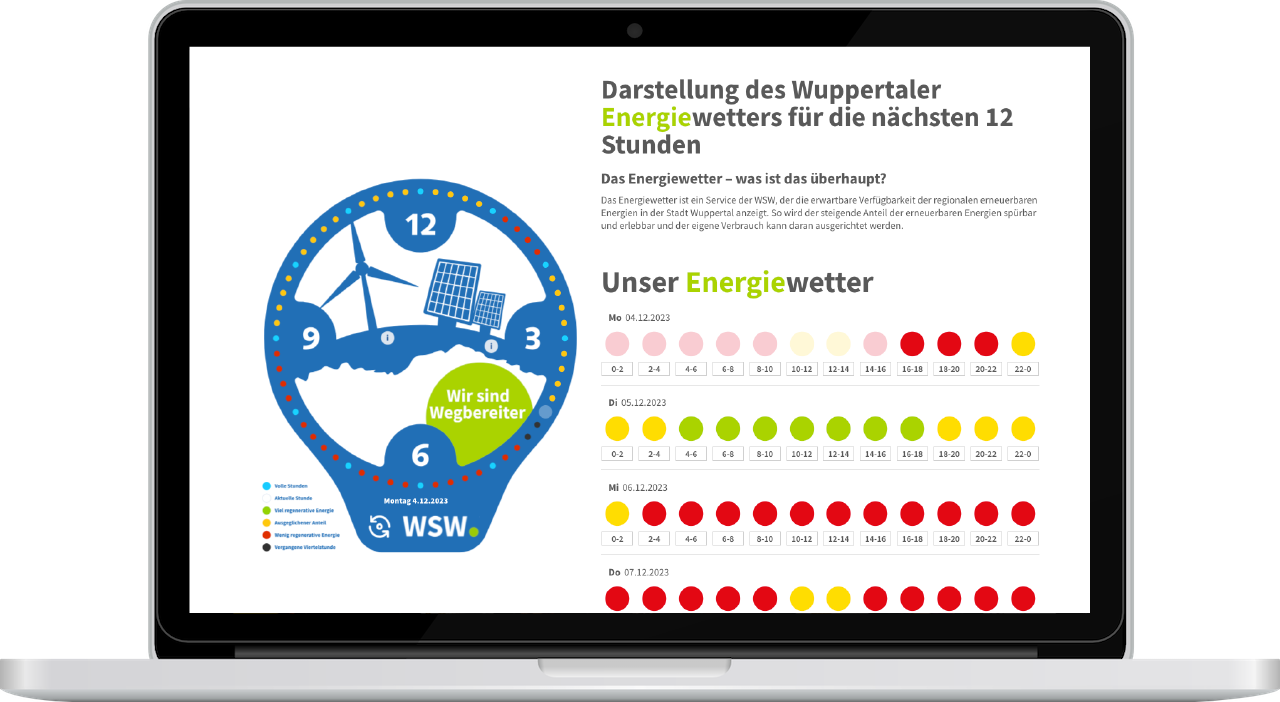 Darstellung des Wuppertaler
Energiewetters für die nächsten 12
Stunden
Das Energiewetter – was ist das überhaupt?
Das Energiewetter ist ein Service der WSW, der die erwartbare Verfügbarkeit der regionalen erneuerbaren
Energien in der Stadt Wuppertal anzeigt. So wird der steigende Anteil der erneuerbaren Energien spürbar
und erlebbar und der eigene Verbrauch kann daran ausgerichtet werden.
12
9
3
i
i
Wir sind
Wegbereiter
6
Montag 4.12.2023
WSW.
Volle Stunden
Aktuelle Stunde
Viel regenerative Energie
Ausgeglichener Anteil
Wenig regenerative Energie
Vergangene Viertelstunde
Unser Energiewetter
Mo 04.12.2023
0-2 2-4 4-6 6-8 8-10 10-12 12-14 14-16 16-18 18-20 20-22 22-0
Di 05.12.2023
0-2 2-4 4-6 6-8 8-10 10-12 12-14 14-16 16-18 18-20 20-22 22-0
Mi 06.12.2023
0-2 2-4 4-6 6-8 8-10 10-12 12-14 14-16 16-18 18-20 20-22 22-0
Do 07.12.2023